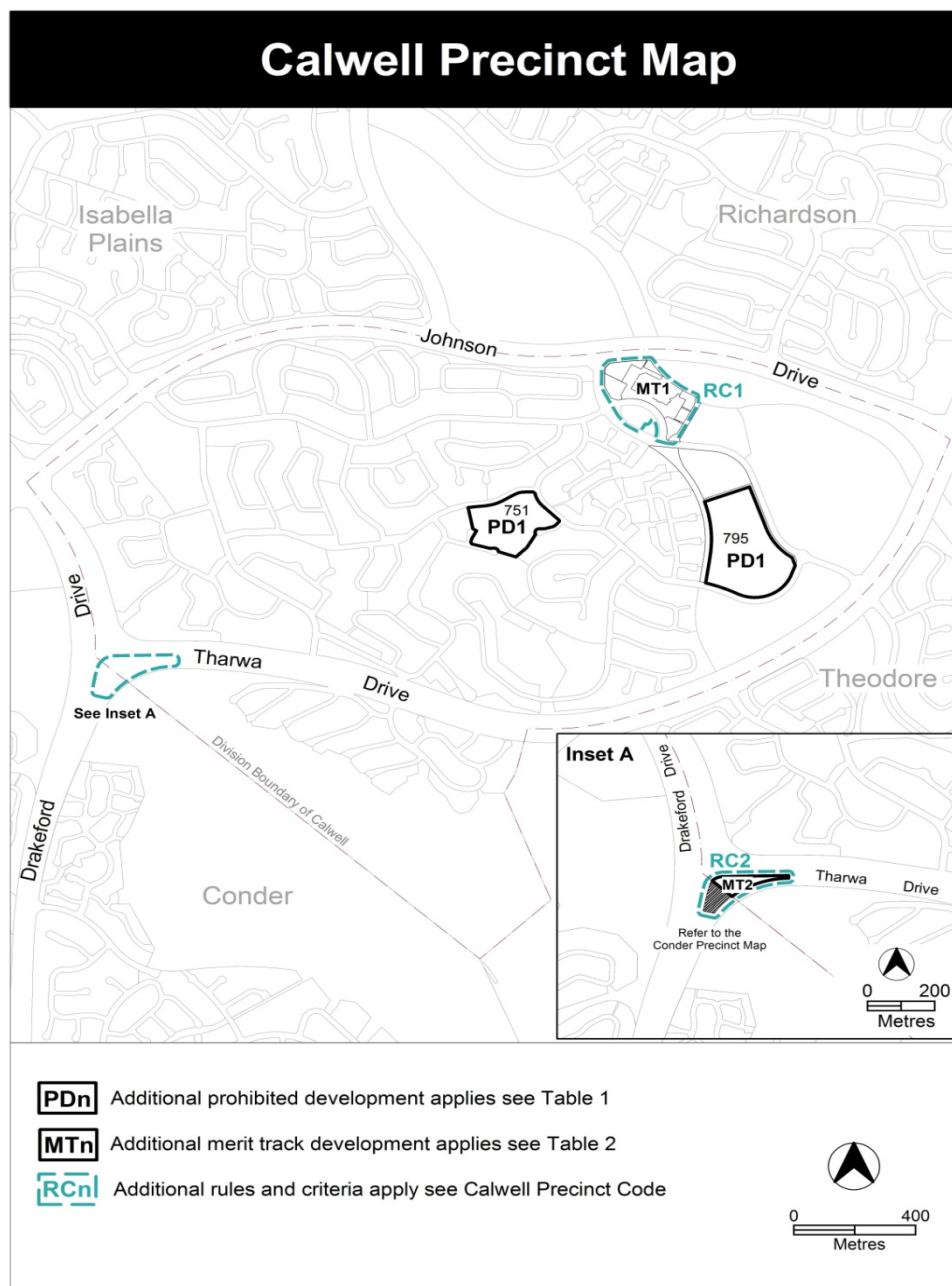 Calwell Precinct Map
Isabella
Plains
Richardson
Johnson
Drive
MT1
RC1
751
PD1
795
PD1
Drive
Tharwa
Drive
See Inset A
Theodore
Division Boundary of Calwell
Drakeford
Conder
Inset A
Drakeford Drive
RC2
MT2
Tharwa Drive
Refer to the
Conder Precinct Map
0 200
Metres
PDn Additional prohibited development applies see Table 1
MTn Additional merit track development applies see Table 2
RCn Additional rules and criteria apply see Calwell Precinct Code
0 400
Metres